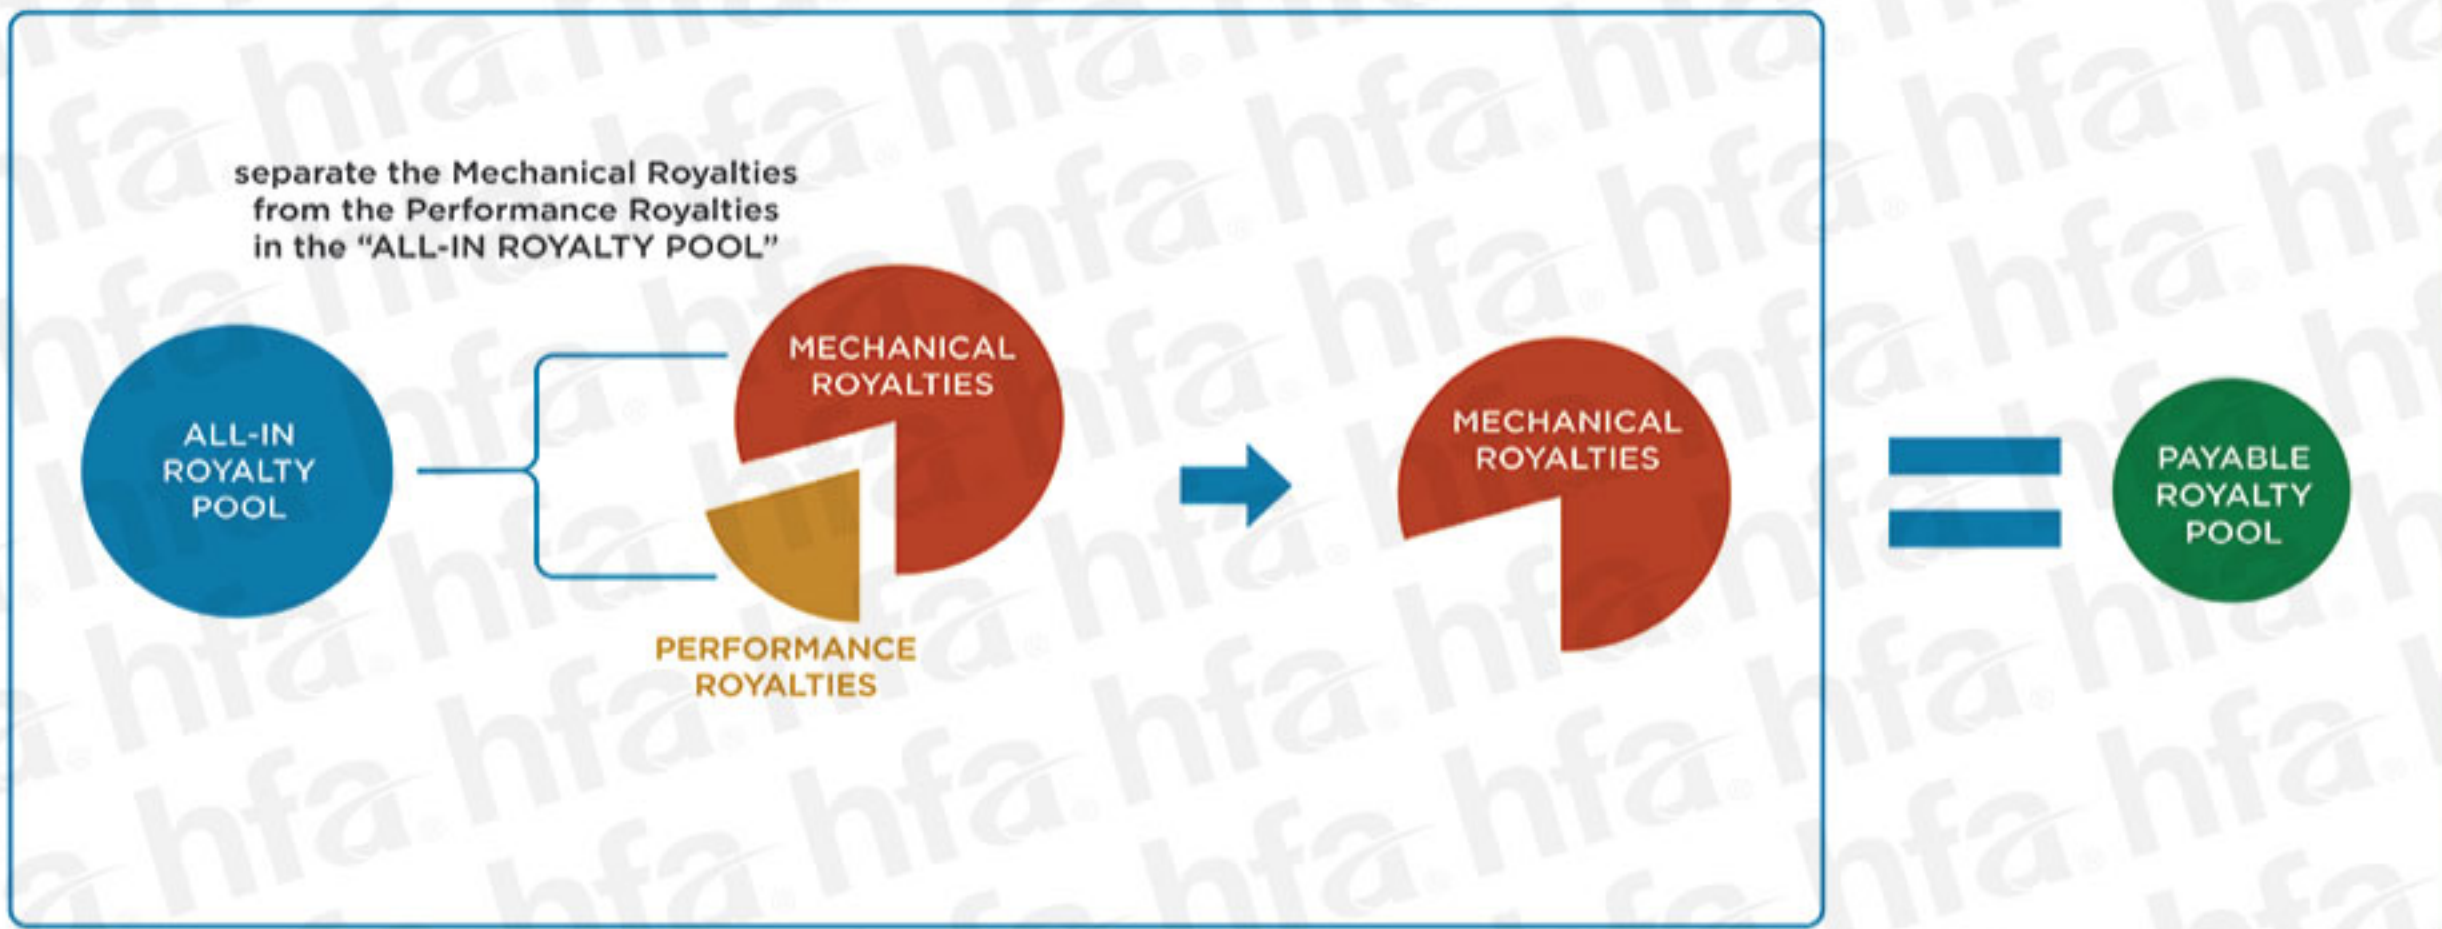 separate the Mechanical Royalties
from the Performance Royalties
in the “ALL-IN ROYALTY POOL”
ALL-IN
ROYALTY
POOL
MECHANICAL
ROYALTIES
PERFORMANCE
ROYALTIES
MECHANICAL
ROYALTIES
PAYABLE
ROYALTY
POOL
hfa